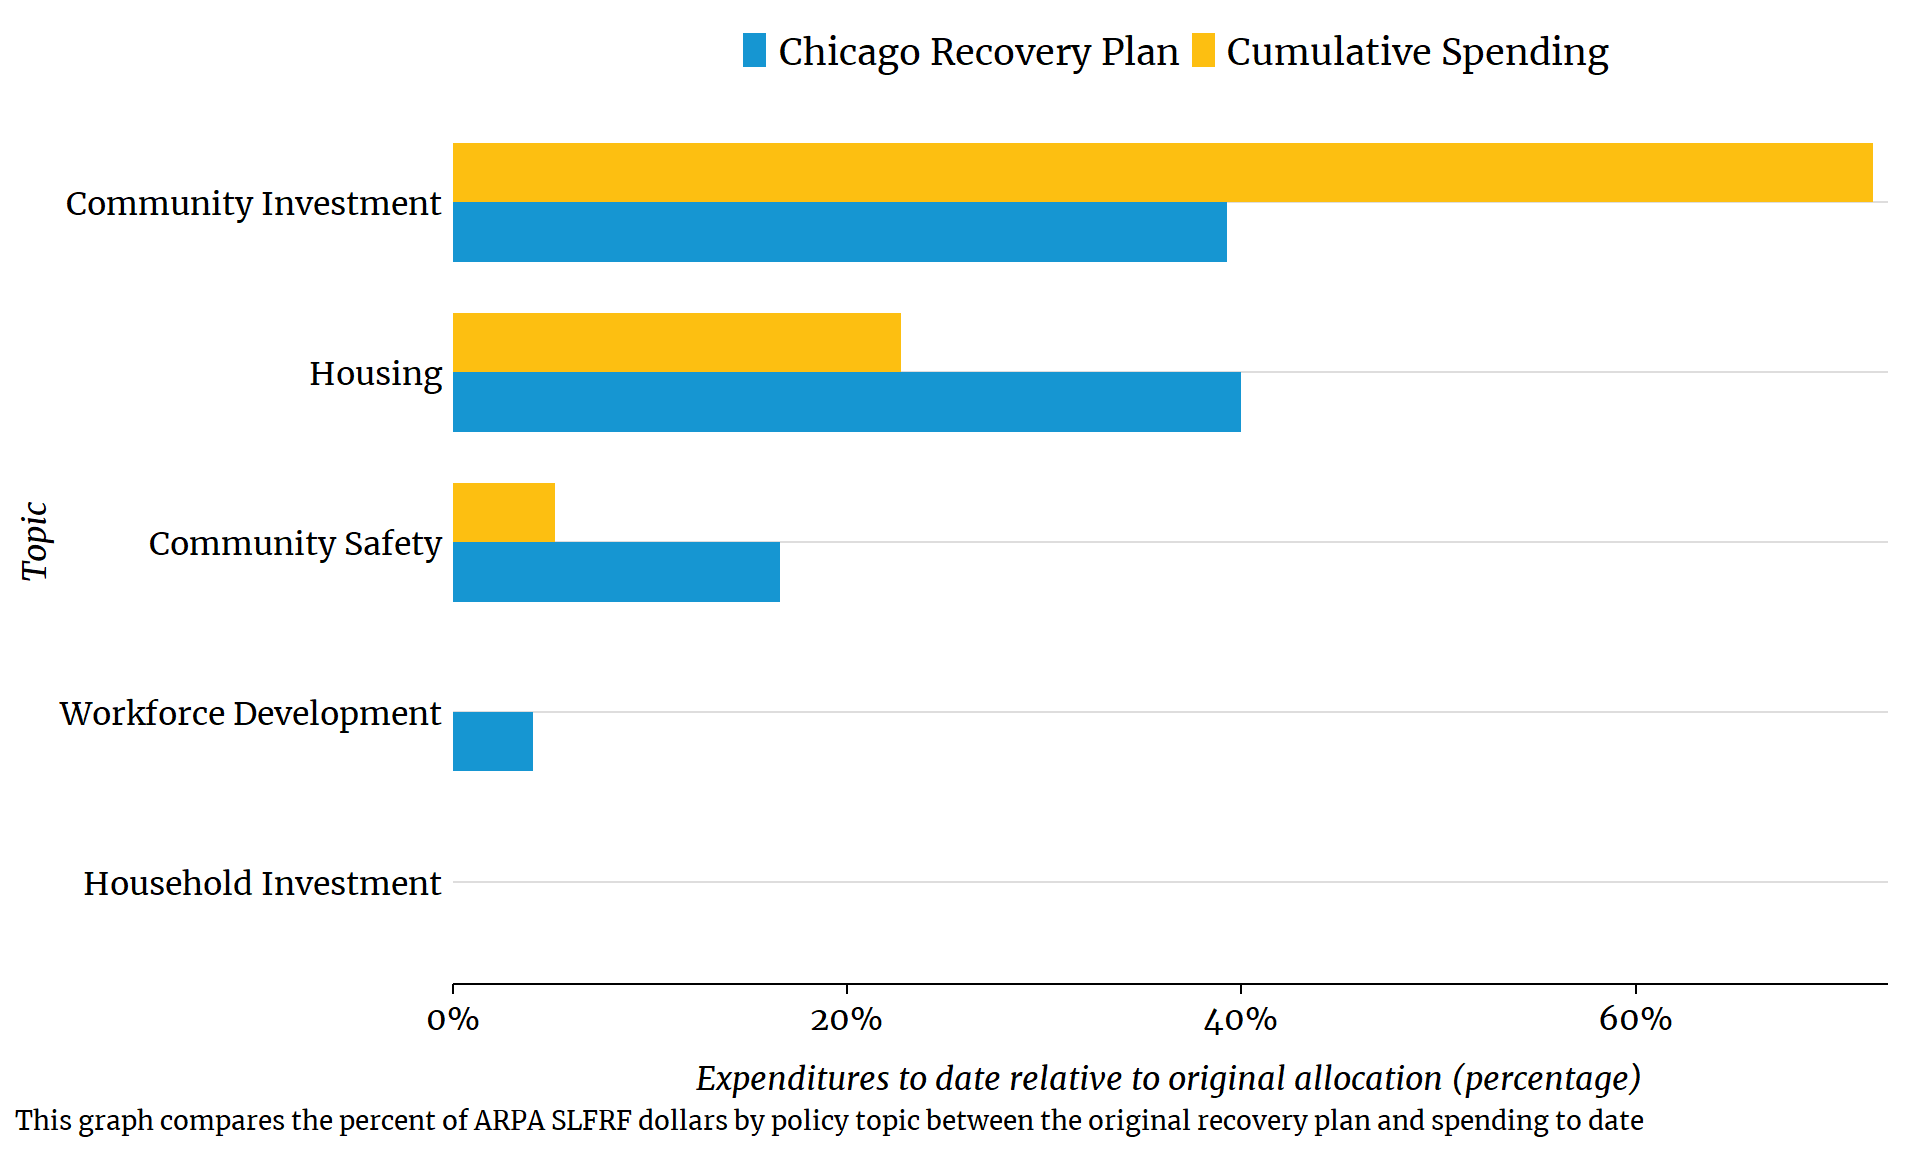 Chicago Recovery Plan Cumulative Spending
Community Investment
Housing
Community Safety
Workforce Development
Household Investment
Topic
0% 20% 40% 60%
Expenditures to date relative to original allocation (percentage)
This graph compares the percent of ARPA SLFRF dollars by policy topic between the original recovery plan and spending to date